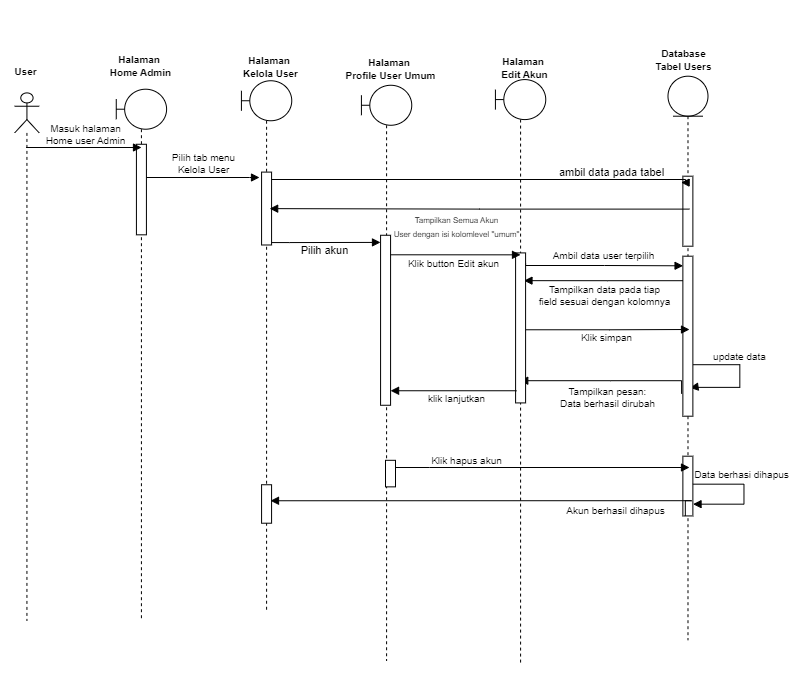 User
Halaman
Home Admin
Halaman
Kelola User
Halaman
Profile User Umum
Halaman
Edit Akun
Database
Tabel Users
Masuk halaman
Home user Admin
Pilih tab menu
Kelola User
ambil data pada tabel
Tampilkan Semua Akun
User dengan isi kolomlevel "umum"
Pilih akun
Klik button Edit akun
Ambil data user terpilih
Tampilkan data pada tiap
field sesuai dengan kolomnya
Klik simpan
update data
Tampilkan pesan:
Data berhasil dirubah
klik lanjutkan
Klik hapus akun
Data berhasi dihapus
Akun berhasil dihapus